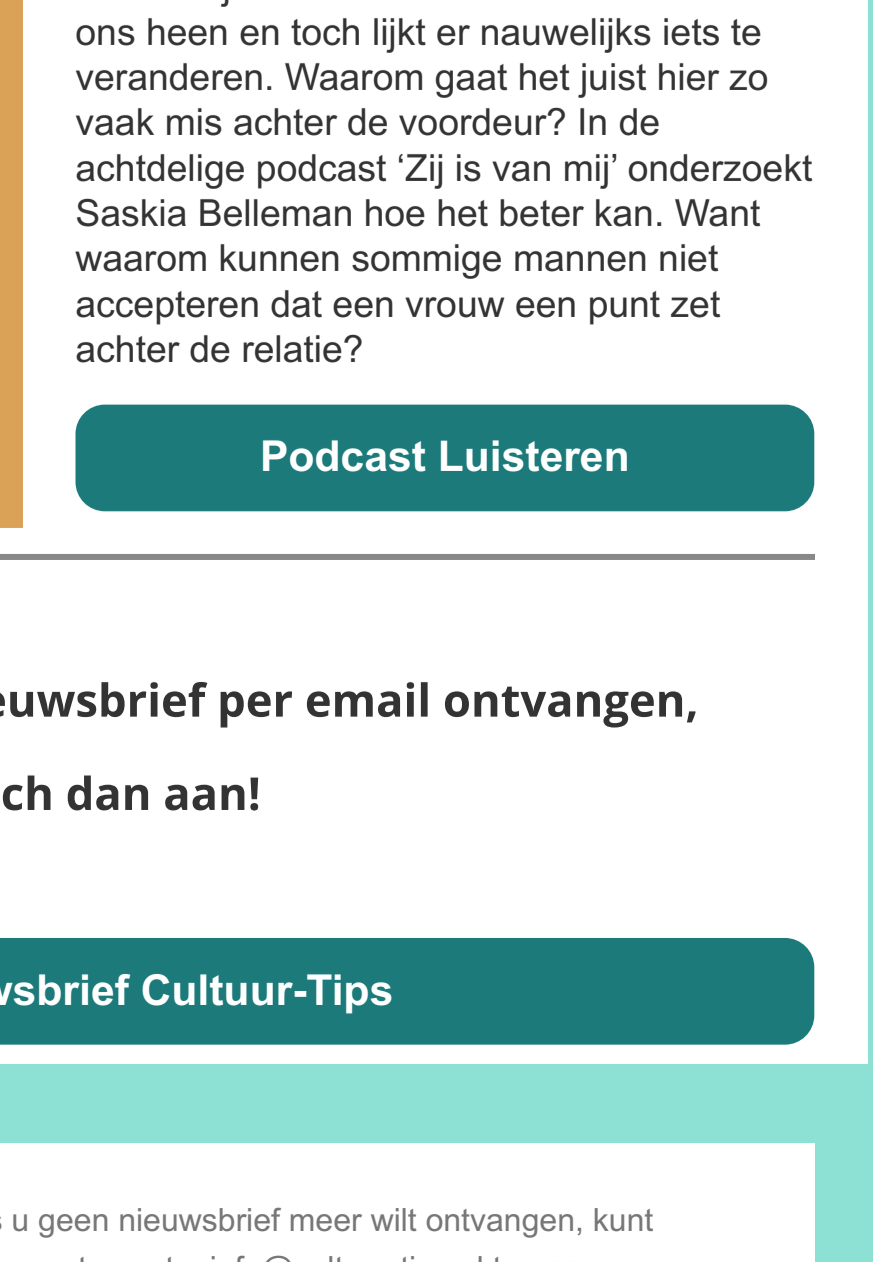 ons heen en toch lijkt er nauwelijks iets te
veranderen. Waarom gaat het juist hier zo
vaak mis achter de voordeur? In de
achtdelige podcast ‘Zij is van mij’ onderzoekt
Saskia Belleman hoe het beter kan. Want
waarom kunnen sommige mannen niet
accepteren dat een vrouw een punt zet
achter de relatie?
Podcast Luisteren
euwsbrief per email ontvangen,
ch dan aan!
wsbrief Cultuur-Tips
s u geen nieuwsbrief meer wilt ontvangen, kunt